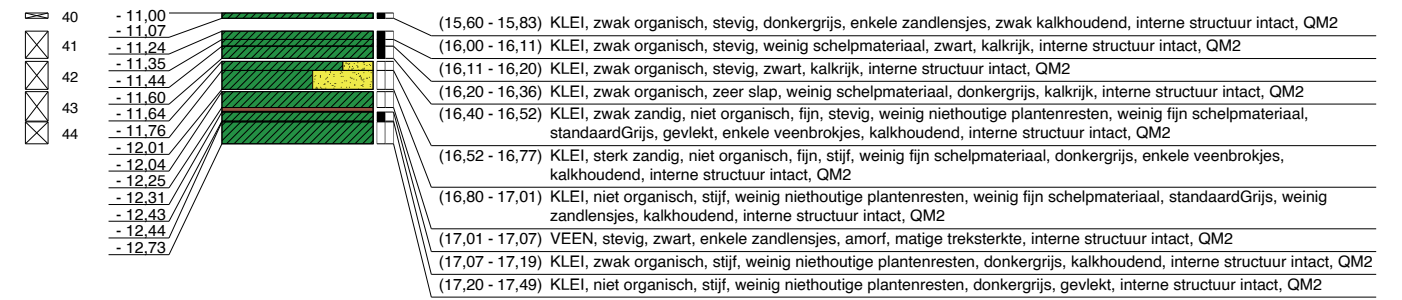 40
41
42
43
44
- 11,00
- 11,07
- 11,24
- 11,35
- 11,44
- 11,60
- 11,64
- 11,76
- 12,01
- 12,04
- 12,25
- 12,31
- 12,43
- 12,44
- 12,73
(15,60 - 15,83) KLEI, zwak organisch, stevig, donkergrijs, enkele zandlensjes, zwak kalkhoudend, interne structuur intact, QM2
(16,00 - 16,11) KLEI, zwak organisch, stevig, weinig schelpmateriaal, zwart, kalkrijk, interne structuur intact, QM2
(16,11 - 16,20) KLEI, zwak organisch, stevig, zwart, kalkrijk, interne structuur intact, QM2
(16,20 - 16,36) KLEI, zwak organisch, zeer slap, weinig schelpmateriaal, donkergrijs, kalkrijk, interne structuur intact, QM2
(16,40 - 16,52) KLEI, zwak zandig, niet organisch, fijn, stevig, weinig niethoutige plantenresten, weinig fijn schelpmateriaal,
standaardGrijs, gevlekt, enkele veenbrokjes, kalkhoudend, interne structuur intact, QM2
(16,52 - 16,77) KLEI, sterk zandig, niet organisch, fijn, stijf, weinig fijn schelpmateriaal, donkergrijs, enkele veenbrokjes,
kalkhoudend, interne structuur intact, QM2
(16,80 - 17,01) KLEI, niet organisch, stijf, weinig niethoutige plantenresten, weinig fijn schelpmateriaal, standaardGrijs, weinig
zandlensjes, kalkhoudend, interne structuur intact, QM2
(17,01 - 17,07) VEEN, stevig, zwart, enkele zandlensjes, amorf, matige treksterkte, interne structuur intact, QM2
(17,07 - 17,19) KLEI, zwak organisch, stijf, weinig niethoutige plantenresten, donkergrijs, kalkhoudend, interne structuur intact, QM2
(17,20 - 17,49) KLEI, niet organisch, stijf, weinig niethoutige plantenresten, donkergrijs, gevlekt, interne structuur intact, QM2